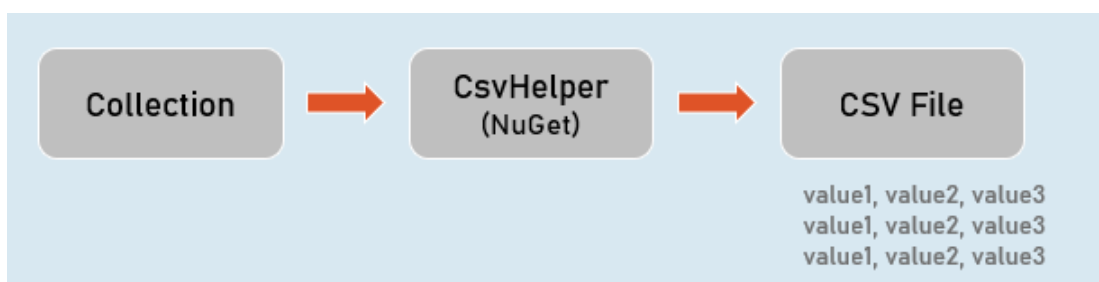 Collection
CsvHelper
(NuGet)
CSV File
value1, value2, value3
value1, value2, value3
value1, value2, value3